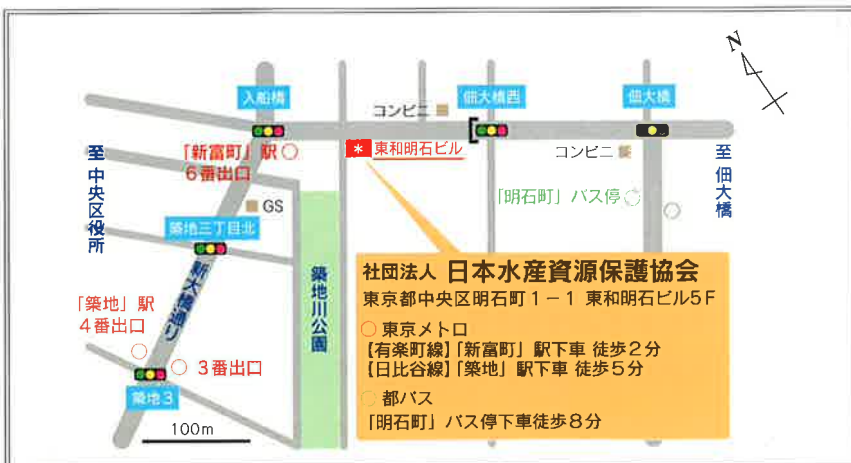 N
入船橋
コンビニ
佃大橋西
佃大橋
「新富町」駅
6番出口
＊
東和明石ビル
コンビニ
至 中央区役所
至 佃大橋
「明石町」バス停
GS
築地三丁目北
新大橋通り
築地川公園
「築地」駅
4番出口
3番出口
築地3
100m
社団法人 日本水産資源保護協会
東京都中央区明石町1－1 東和明石ビル5F
○ 東京メトロ
【有楽町線】「新富町」駅下車 徒歩2分
【日比谷線】「築地」駅下車 徒歩5分
○ 都バス
「明石町」バス停下車徒歩8分